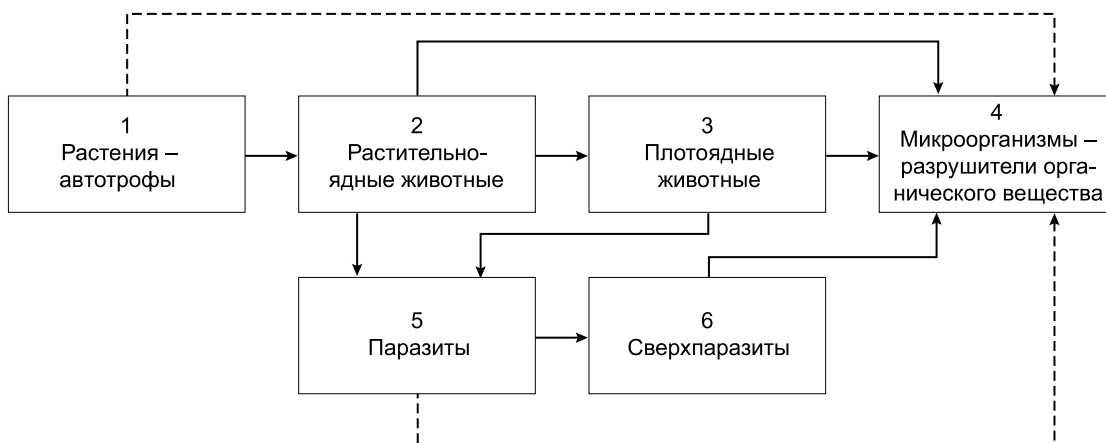 1
Растения –
автотрофы
2
Растительно-
ядные животные
3
Плотоядные
животные
4
Микроорганизмы –
разрушители орга-
нического вещества
5
Паразиты
6
Сверхпаразиты